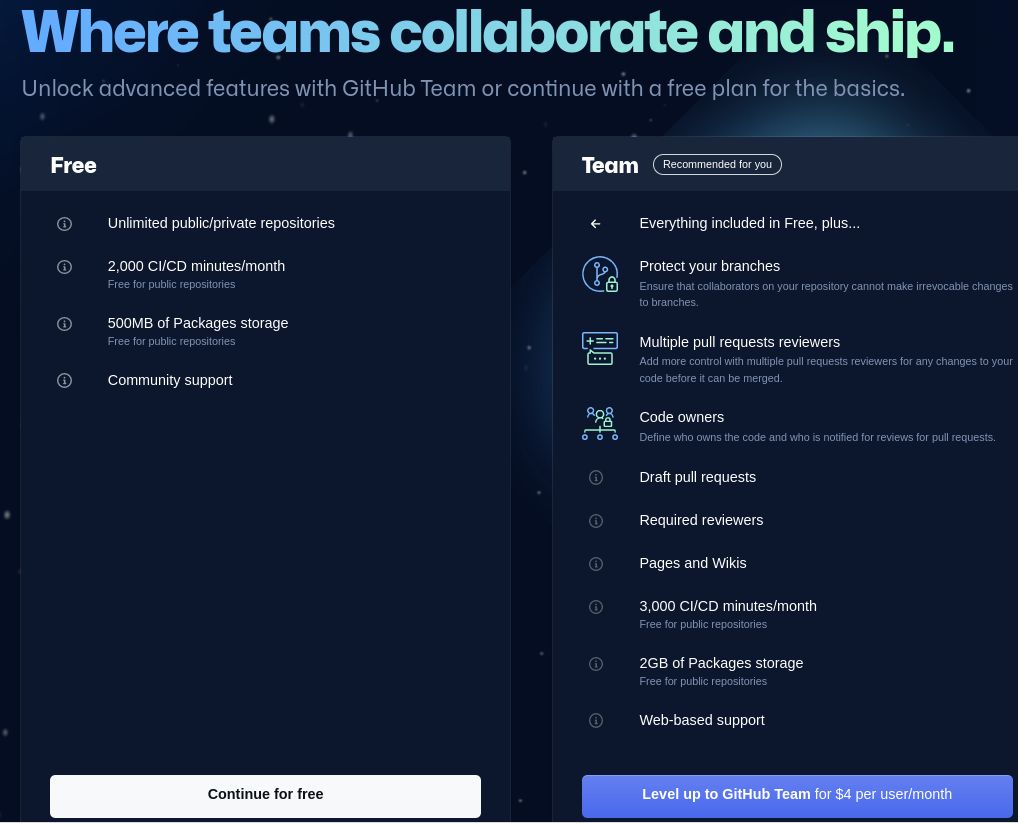 Where teams collaborate and ship.
Unlock advanced features with GitHub Team or continue with a free plan for the basics.
Free
Unlimited public/private repositories
2,000 CI/CD minutes/month
Free for public repositories
500MB of Packages storage
Free for public repositories
Community support
Continue for free
Team
Recommended for you
Everything included in Free, plus...
Protect your branches
Ensure that collaborators on your repository cannot make irrevocable changes
to branches.
Multiple pull requests reviewers
Add more control with multiple pull requests reviewers for any changes to your
code before it can be merged.
Code owners
Define who owns the code and who is notified for reviews for pull requests.
Draft pull requests
Required reviewers
Pages and Wikis
3,000 CI/CD minutes/month
Free for public repositories
2GB of Packages storage
Free for public repositories
Web-based support
Level up to GitHub Team for $4 per user/month